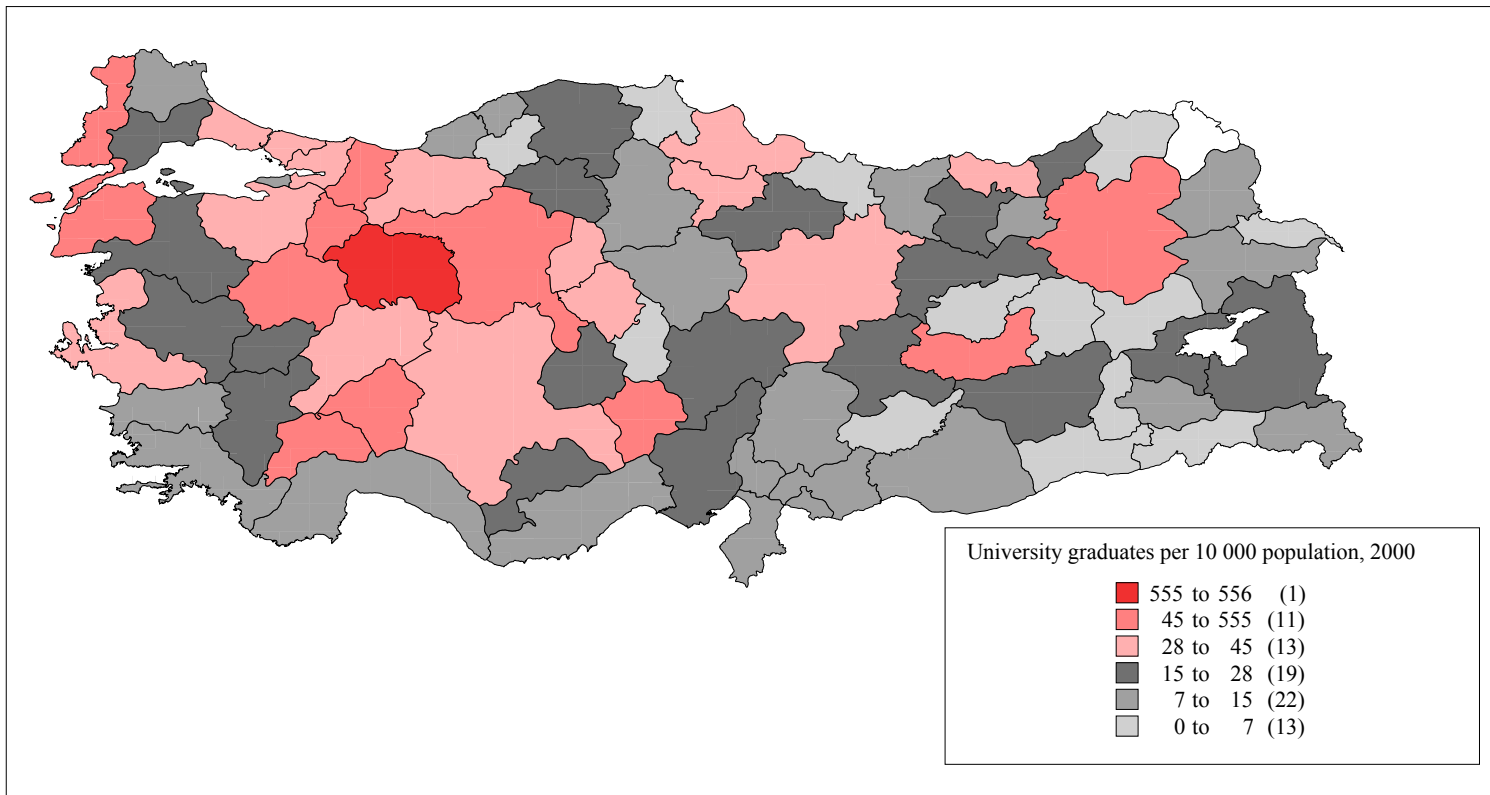 University graduates per 10 000 population, 2000
555 to 556 (1)
45 to 555 (11)
28 to 45 (13)
15 to 28 (19)
7 to 15 (22)
0 to 7 (13)